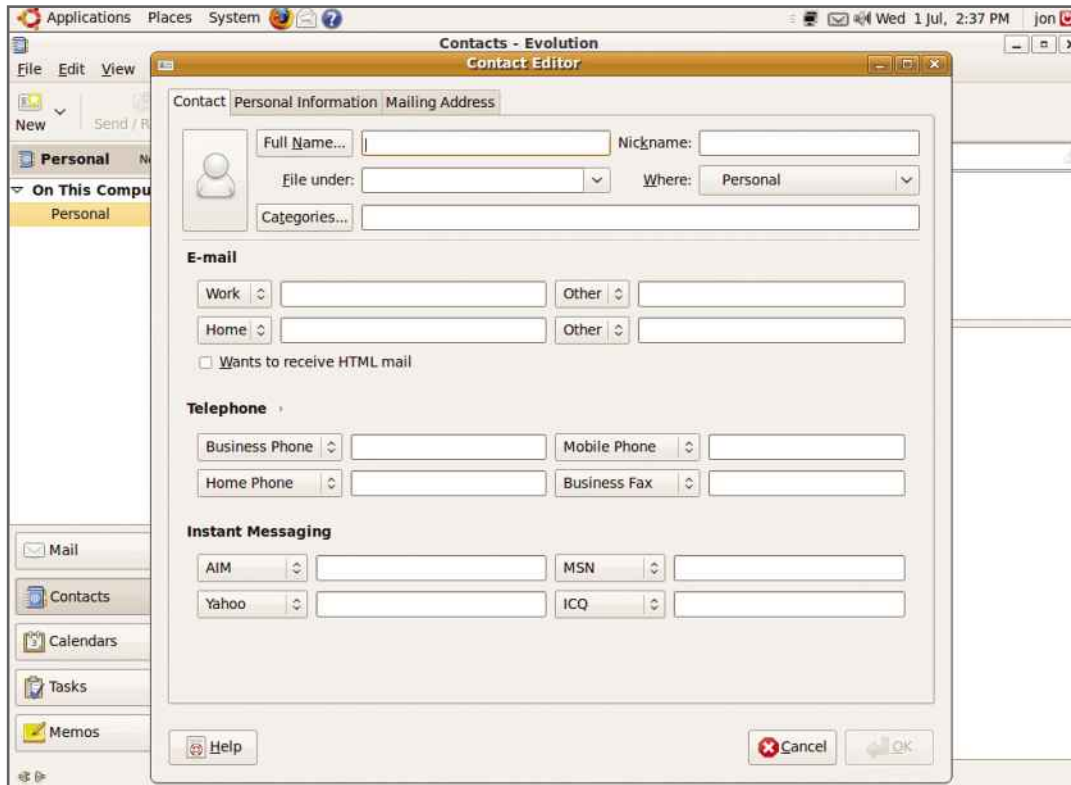 Applications Places System Wed 1 Jul, 2:37 PM jon
Contacts - Evolution
File Edit View
Contact Editor
New Send / R
Contact Personal Information Mailing Address
Personal
Full Name... Nickname:
On This Compu
File under: Where: Personal
Personal
Categories...
E-mail
Work Other
Home Other
Wants to receive HTML mail
Telephone
Business Phone Mobile Phone
Home Phone Business Fax
Instant Messaging
Mail
AIM MSN
Contacts
Yahoo ICQ
Calendars
Tasks
Memos
Help Cancel OK